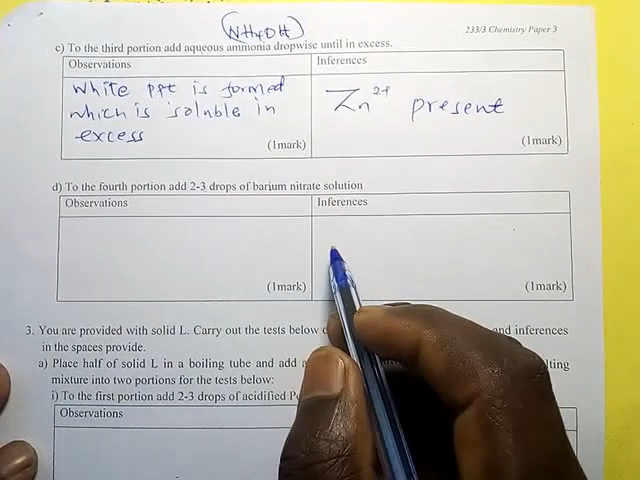 (NH4OH)
233/3 Chemistry Paper 3
c) To the third portion add aqueous ammonia dropwise until in excess.
Observations
Inferences
White ppt is formed
which is soluble in
excess
(1mark)
Zn2+ present
(1mark)
d) To the fourth portion add 2-3 drops of barium nitrate solution
Observations
Inferences
(1mark)
(1mark)
3. You are provided with solid L. Carry out the tests below and inferences
in the spaces provide.
a) Place half of solid L in a boiling tube and add
mixture into two portions for the tests below:
i) To the first portion add 2-3 drops of acidified
Observations